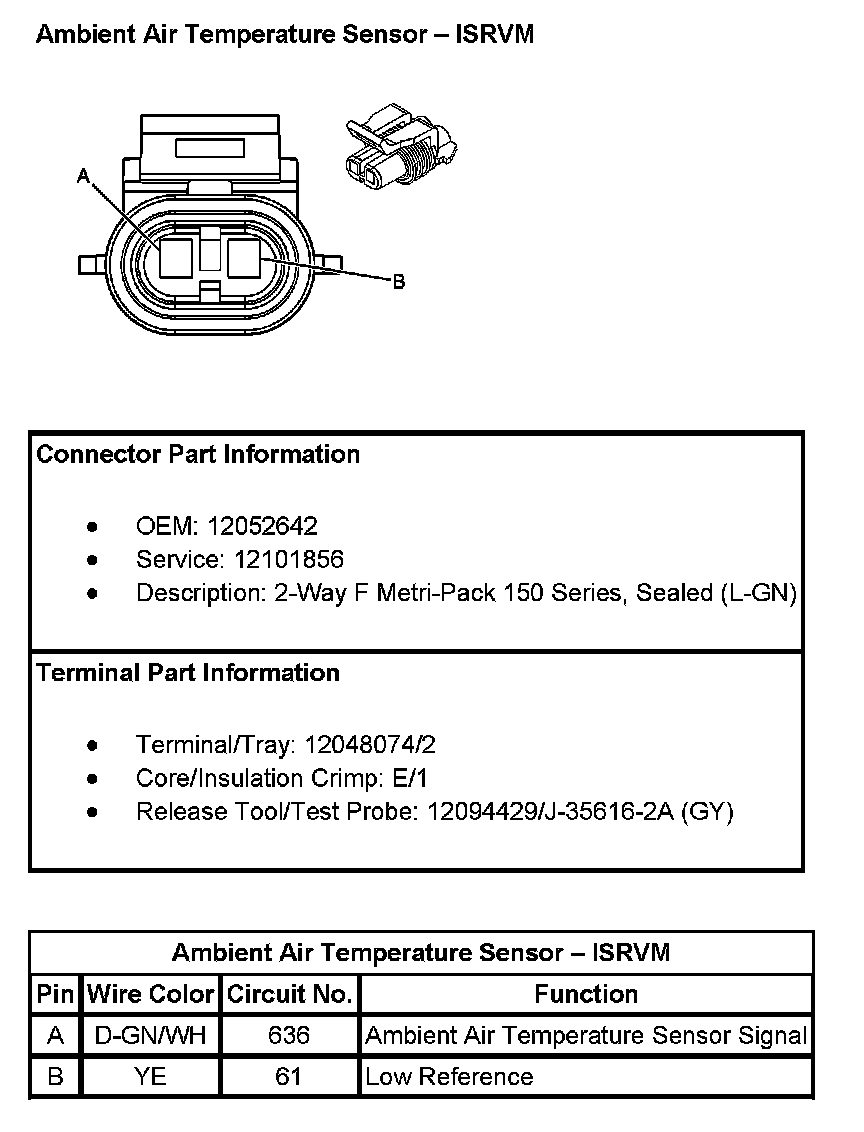 Ambient Air Temperature Sensor – ISRVM
A
B
Connector Part Information
• OEM: 12052642
• Service: 12101856
• Description: 2-Way F Metri-Pack 150 Series, Sealed (L-GN)
Terminal Part Information
• Terminal/Tray: 12048074/2
• Core/Insulation Crimp: E/1
• Release Tool/Test Probe: 12094429/J-35616-2A (GY)
Ambient Air Temperature Sensor – ISRVM
Pin Wire Color Circuit No. Function
A D-GN/WH 636 Ambient Air Temperature Sensor Signal
B YE 61 Low Reference